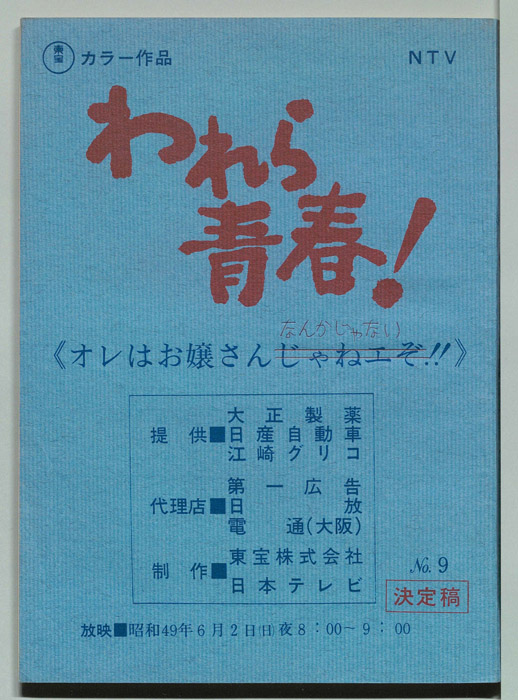 東宝 カラー作品 NTV
われら
青春!
なんかじゃない
《オレはお嬢さんじゃねエぞ!!》
提供■大正製薬
日産自動車
江崎グリコ
代理店■第一広告
日放
電通(大阪)
制作■東宝株式会社
日本テレビ
No. 9
決定稿
放映■昭和49年6月2日(日)夜8:00~9:00